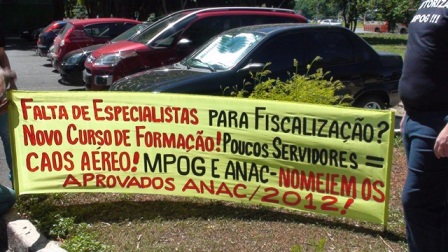 FALTA DE ESPECIALISTAS PARA FISCALIZAÇÃO?
NOVO CURSO DE FORMAÇÃO! POUCOS SERVIDORES =
CAOS AÉREO! MPOG E ANAC-NOMEIEM OS
APROVADOS ANAC/2012!
MPOG !!!